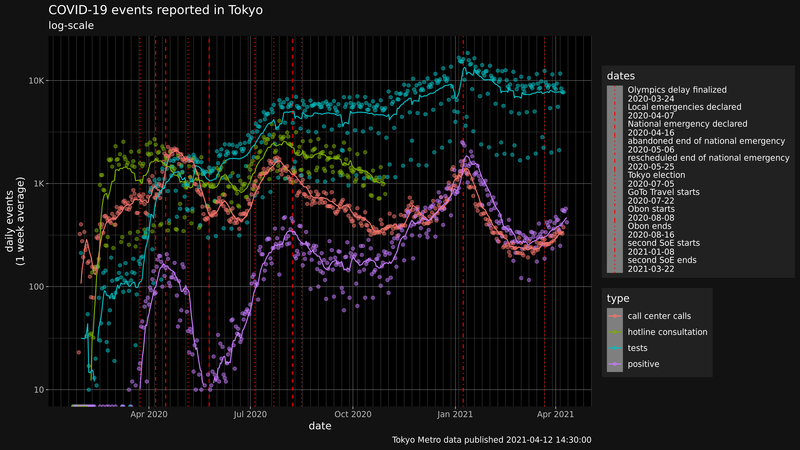 COVID-19 events reported in Tokyo
log-scale
10K
1K
100
10
daily events
(1 week average)
Apr 2020
Jul 2020
Oct 2020
Jan 2021
Apr 2021
date
dates
Olympics delay finalized
2020-03-24
Local emergencies declared
2020-04-07
National emergency declared
2020-04-16
abandoned end of national emergency
2020-05-06
rescheduled end of national emergency
2020-05-25
Tokyo election
2020-07-05
GoTo Travel starts
2020-07-22
Obon starts
2020-08-08
Obon ends
2020-08-16
second SoE starts
2021-01-08
second SoE ends
2021-03-22
type
call center calls
hotline consultation
tests
positive
Tokyo Metro data published 2021-04-12 14:30:00